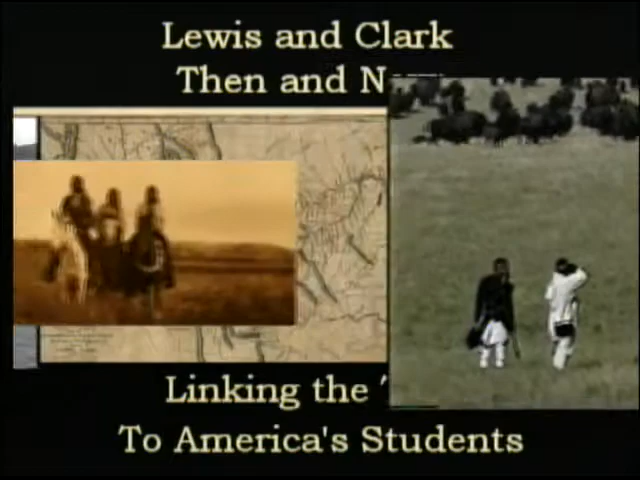 Lewis and Clark
Then and N
Linking the
To America's Students